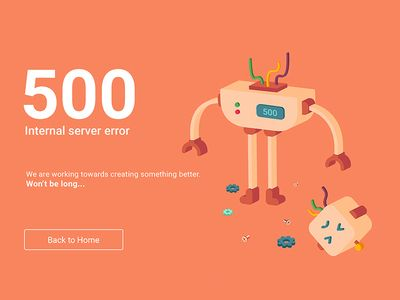 500
Internal server error
We are working towards creating something better.
Won't be long...
Back to Home
500